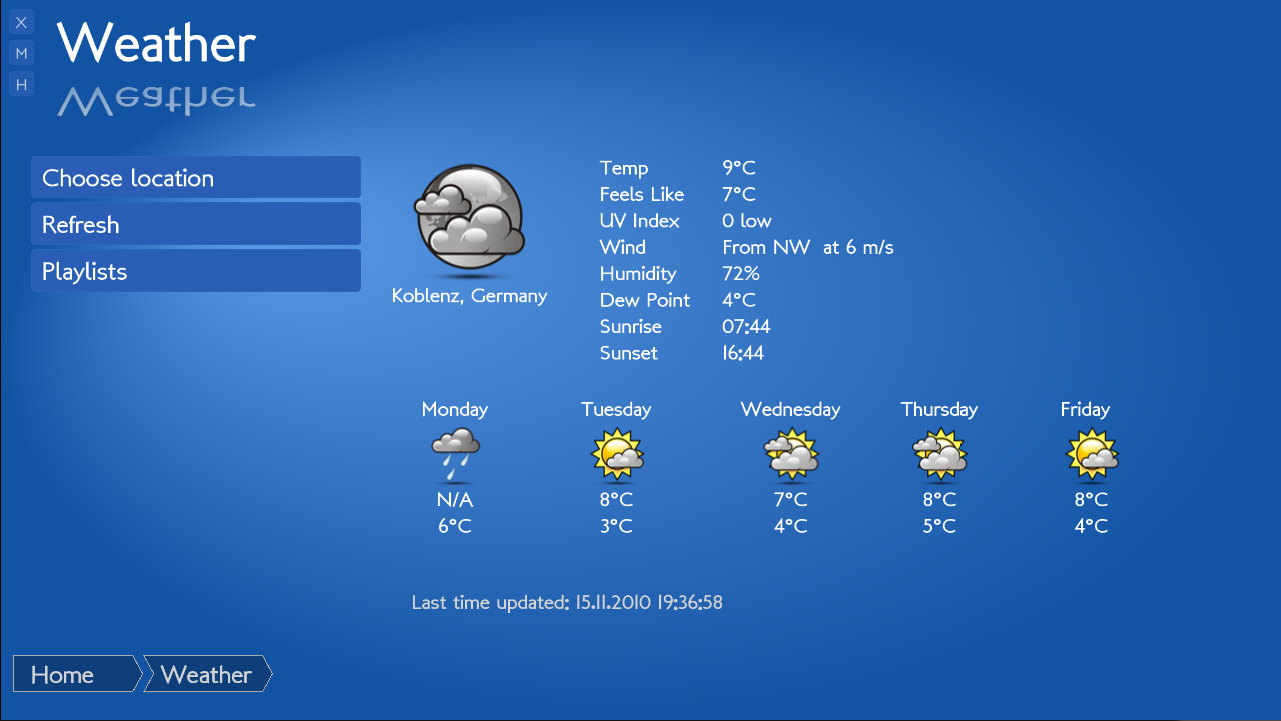 X
Weather
M
H
Choose location
Refresh
Playlists
Koblenz, Germany
Temp 9°C
Feels Like 7°C
UV Index 0 low
Wind From NW at 6 m/s
Humidity 72%
Dew Point 4°C
Sunrise 07:44
Sunset 16:44
Monday Tuesday Wednesday Thursday Friday
N/A 8°C 7°C 8°C 8°C
6°C 3°C 4°C 5°C 4°C
Last time updated: 15.11.2010 19:36:58
Home Weather